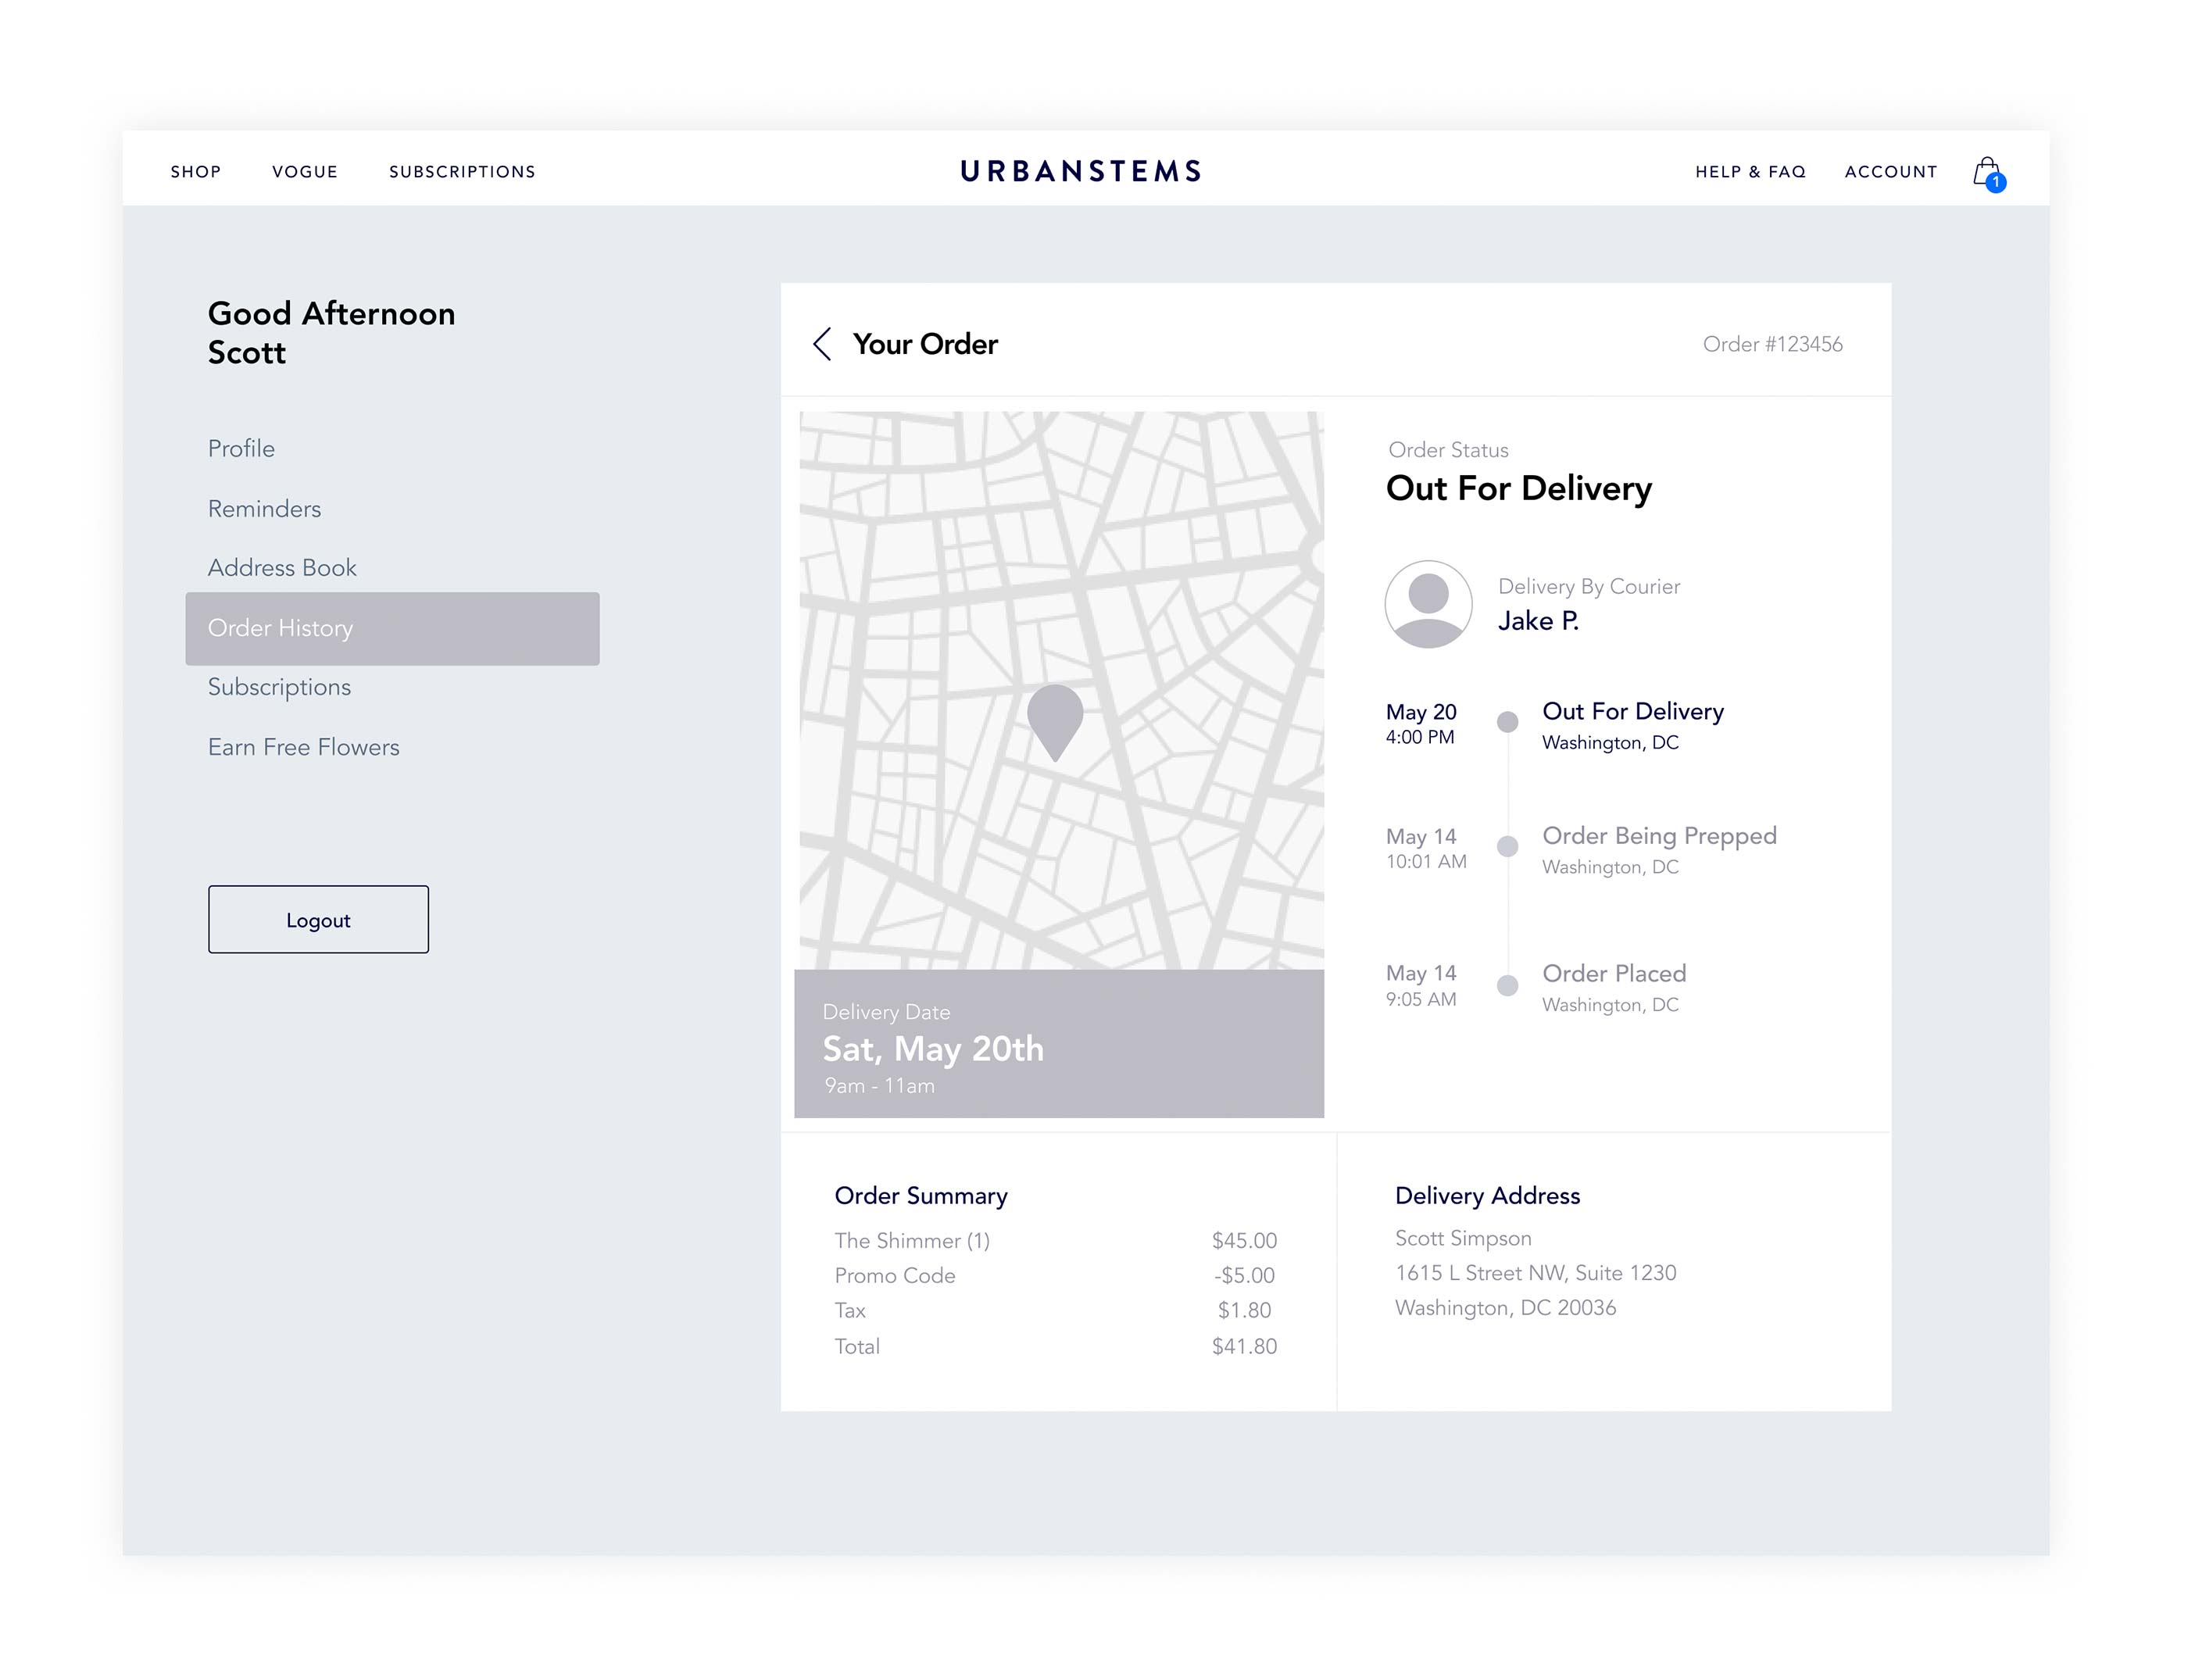 SHOP VOGUE SUBSCRIPTIONS URBANSTEMS HELP & FAQ ACCOUNT 1
Good Afternoon
Scott
Profile
Reminders
Address Book
Order History
Subscriptions
Earn Free Flowers
Logout
Your Order Order #123456
Order Status
Out For Delivery
Delivery By Courier
Jake P.
May 20 Out For Delivery
4:00 PM Washington, DC
May 14 Order Being Prepped
10:01 AM Washington, DC
May 14 Order Placed
9:05 AM Washington, DC
Delivery Date
Sat, May 20th
9am - 11am
Order Summary
The Shimmer (1) $45.00
Promo Code -$5.00
Tax $1.80
Total $41.80
Delivery Address
Scott Simpson
1615 L Street NW, Suite 1230
Washington, DC 20036